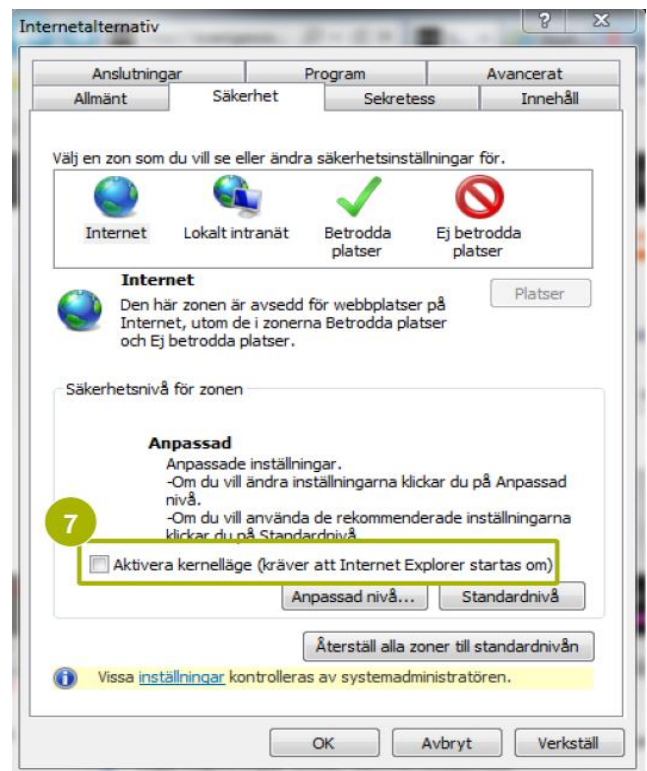 Internetalternativ
Anslutningar Program Avancerat
Allmänt Säkerhet Sekretess Innehåll
Välj en zon som du vill se eller ändra säkerhetsinställningar för.
Internet Lokalt intranät Betrodda platser Ej betrodda platser
Internet
Platser
Den här zonen är avsedd för webbplatser på
Internet, utom de i zonerna Betrodda platser
och Ej betrodda platser.
Säkerhetsnivå för zonen
Anpassad
Anpassade inställningar.
-Om du vill ändra inställningarna klickar du på Anpassad
nivå.
-Om du vill använda de rekommenderade inställningarna
klickar du på Standardnivå
7
Aktivera kernelläge (kräver att Internet Explorer startas om)
Anpassad nivå... Standardnivå
Återställ alla zoner till standardnivån
Vissa inställningar kontrolleras av systemadministratören.
OK Avbryt Verkställ